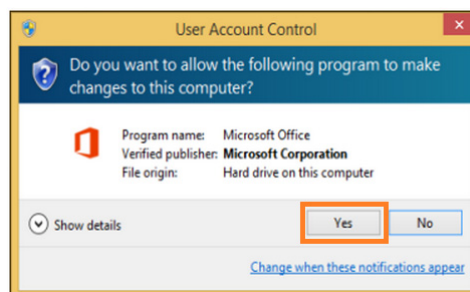 User Account Control
Do you want to allow the following program to make
changes to this computer?
Program name: Microsoft Office
Verified publisher: Microsoft Corporation
File origin: Hard drive on this computer
Show details
Yes No
Change when these notifications appear